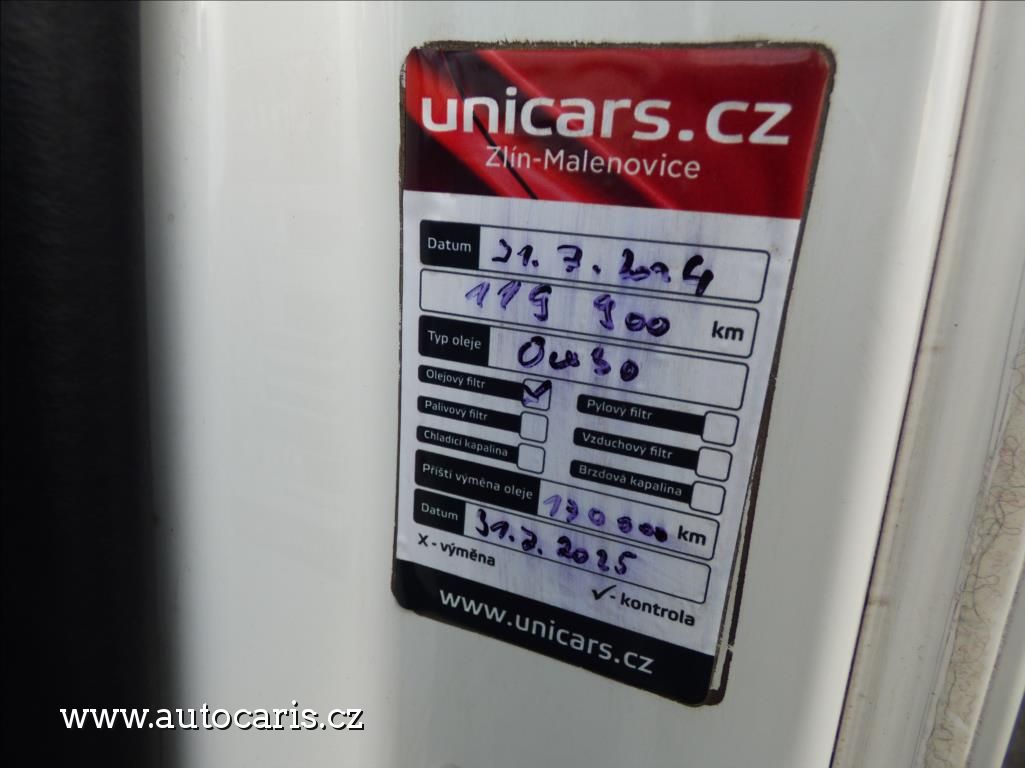 unicars.cz
Zlín-Malenovice
Datum 31.7.2024
119 900 km
Typ oleje 0w30
Olejový filtr ✓
Pylový filtr
Palivový filtr
Vzduchový filtr
Chladící kapalina
Brzdová kapalina
Příští výměna oleje 130 000 km
Datum 31.7.2025
X - výměna
✓ - kontrola
www.unicars.cz
www.autocaris.cz